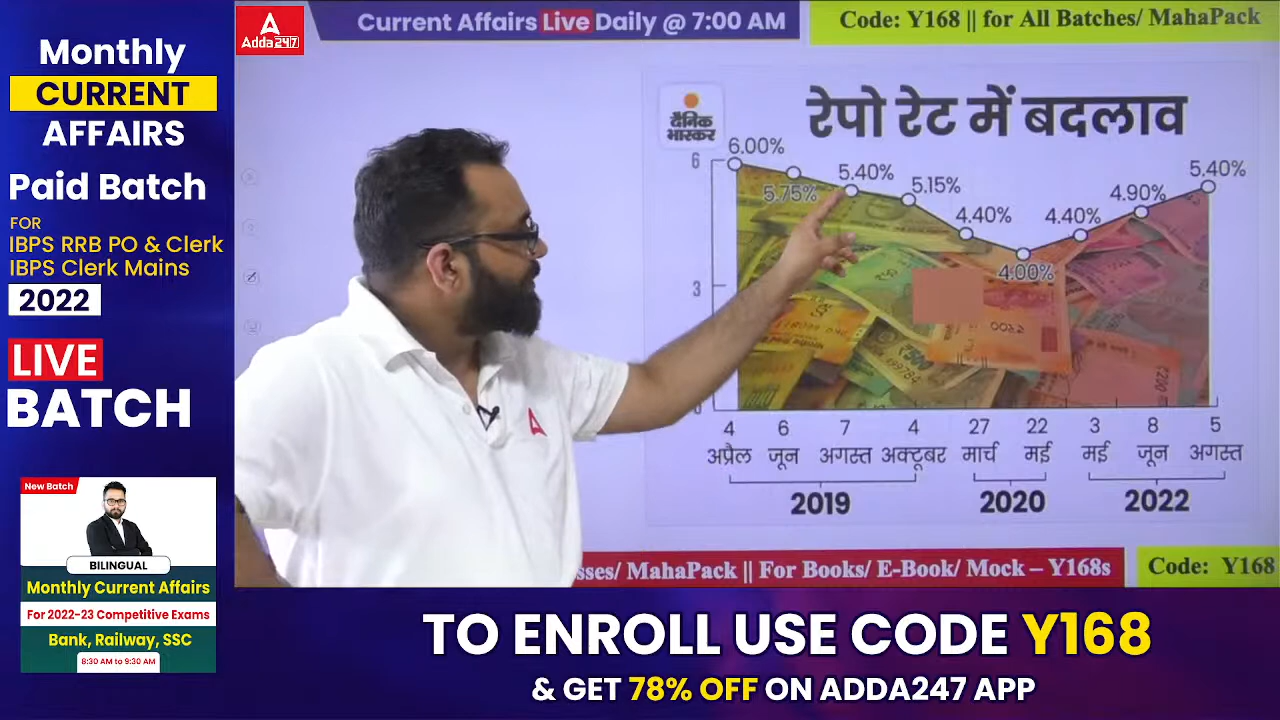 Monthly
CURRENT
AFFAIRS
Paid Batch
FOR
IBPS RRB PO & Clerk
IBPS Clerk Mains
2022
LIVE
BATCH
New Batch
BILINGUAL
Monthly Current Affairs
For 2022-23 Competitive Exams
Bank, Railway, SSC
8:30 AM to 9:30 AM
A
Adda247
Current Affairs Live Daily @ 7:00 AM
Code: Y168 || for All Batches/ MahaPack
दैनिक
भास्कर
रेपो रेट में बदलाव
6
3
6.00%
5.75%
5.40%
5.15%
4.40%
4.00%
4.40%
4.90%
5.40%
4 6 7 4 27 22 3 8 5
अप्रैल जून अगस्त अक्टूबर मार्च मई मई जून अगस्त
2019 2020 2022
A
MahaPack || For Books/ E-Book/ Mock – Y168s
Code: Y168
TO ENROLL USE CODE Y168
& GET 78% OFF ON ADDA247 APP